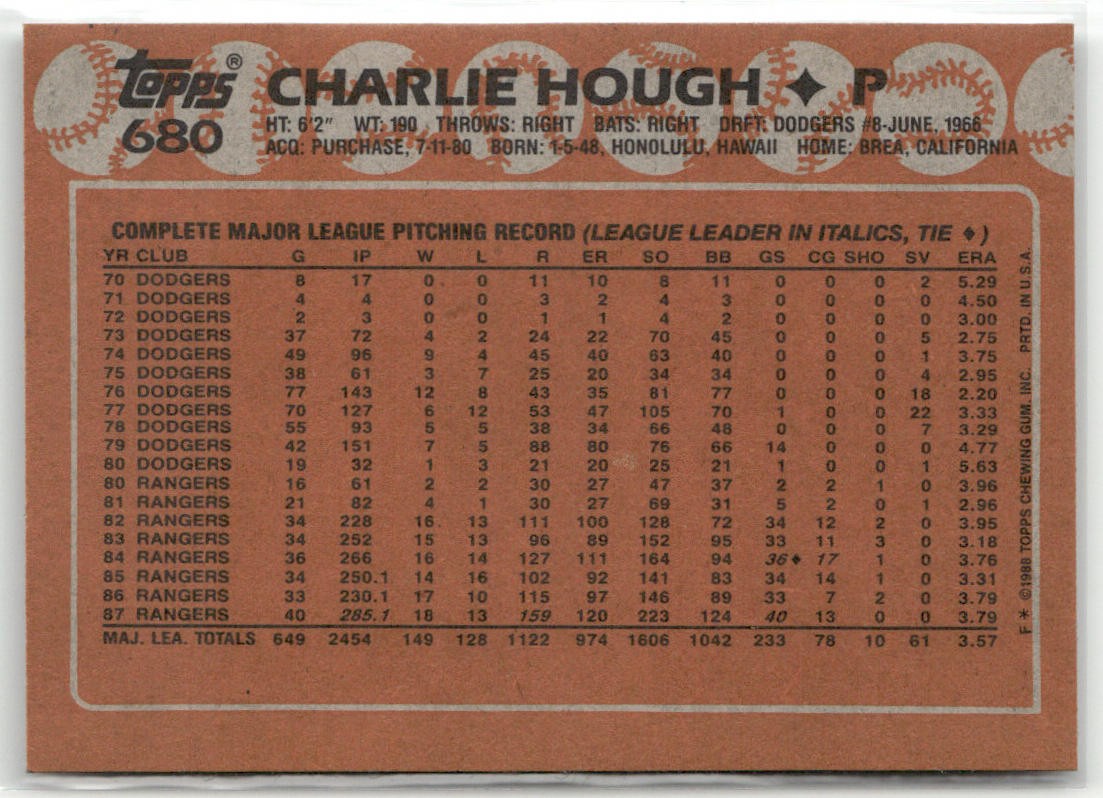 Topps® CHARLIE HOUGH ♦ P
680 HT: 6'2" WT: 190 THROWS: RIGHT BATS: RIGHT DRFT: DODGERS #8-JUNE, 1966
ACQ: PURCHASE, 7-11-80 BORN: 1-5-48, HONOLULU, HAWAII HOME: BREA, CALIFORNIA
COMPLETE MAJOR LEAGUE PITCHING RECORD (LEAGUE LEADER IN ITALICS, TIE ♦)
YR CLUB G IP W L R ER SO BB GS CG SHO SV ERA
70 DODGERS 8 17 0 0 11 10 8 11 0 0 0 2 5.29
71 DODGERS 4 4 0 0 3 2 4 3 0 0 0 0 4.50
72 DODGERS 2 3 0 0 1 1 4 2 0 0 0 0 3.00
73 DODGERS 37 72 4 2 24 22 70 45 0 0 0 5 2.75
74 DODGERS 49 96 9 4 45 40 63 40 0 0 0 1 3.75
75 DODGERS 38 61 3 7 25 20 34 34 0 0 0 4 2.95
76 DODGERS 77 143 12 8 43 35 81 77 0 0 0 18 2.20
77 DODGERS 70 127 6 12 53 47 105 70 1 0 0 22 3.33
78 DODGERS 55 93 5 5 38 34 66 48 0 0 0 7 3.29
79 DODGERS 42 151 7 5 88 80 76 66 14 0 0 0 4.77
80 DODGERS 19 32 1 3 21 20 25 21 1 0 0 1 5.63
80 RANGERS 16 61 2 2 30 27 47 37 2 2 1 0 3.96
81 RANGERS 21 82 4 1 30 27 69 31 5 2 0 1 2.96
82 RANGERS 34 228 16 13 111 100 128 72 34 12 2 0 3.95
83 RANGERS 34 252 15 13 96 89 152 95 33 11 3 0 3.18
84 RANGERS 36 266 16 14 127 111 164 94 36♦ 17 1 0 3.76
85 RANGERS 34 250.1 14 16 102 92 141 83 34 14 1 0 3.31
86 RANGERS 33 230.1 17 10 115 97 146 89 33 7 2 0 3.79
87 RANGERS 40 285.1 18 13 159 120 223 124 40 13 0 0 3.79
MAJ. LEA. TOTALS 649 2454 149 128 1122 974 1606 1042 233 78 10 61 3.57
F * ©1988 TOPPS CHEWING GUM, INC. PRTD. IN U.S.A.